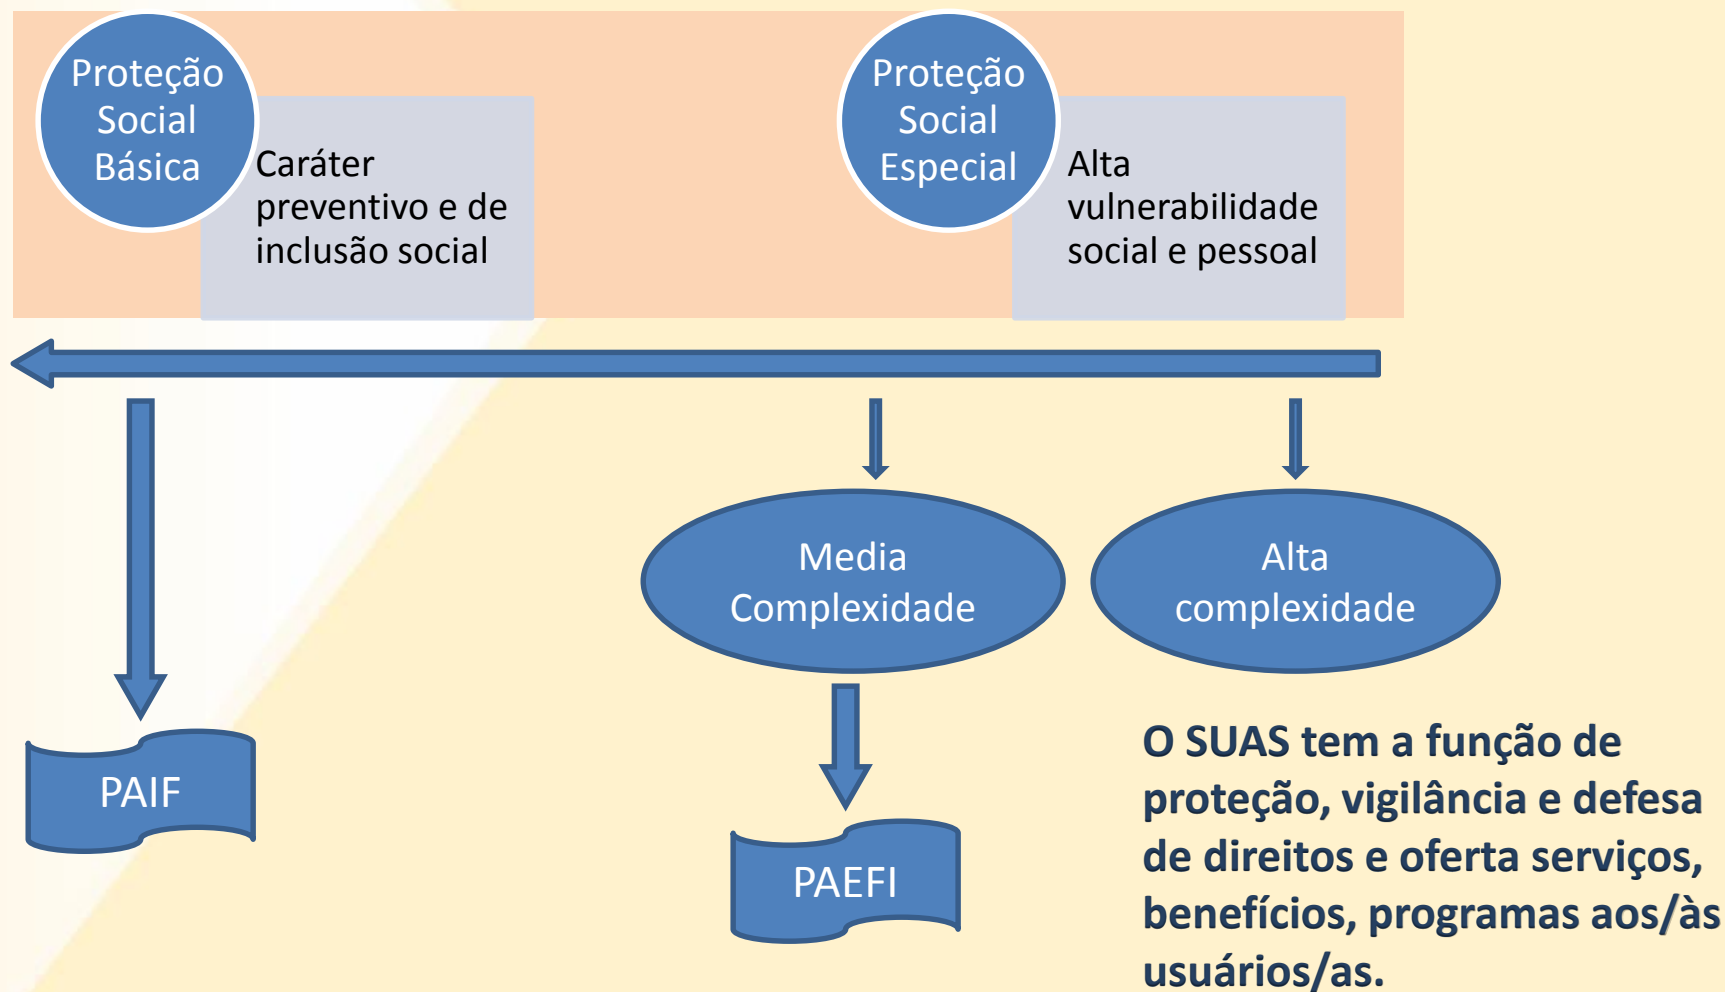 Proteção
Social
Básica
Caráter
preventivo e de
inclusão social
Proteção
Social
Especial
Alta
vulnerabilidade
social e pessoal
Media
Complexidade
Alta
complexidade
PAIF
PAEFI
O SUAS tem a função de
proteção, vigilância e defesa
de direitos e oferta serviços,
benefícios, programas aos/às
usuários/as.